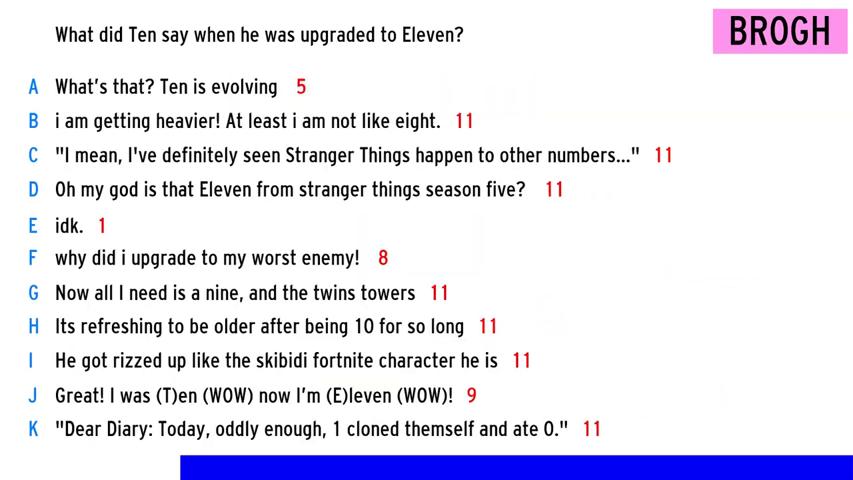 What did Ten say when he was upgraded to Eleven?
BROGH
A What's that? Ten is evolving 5
B i am getting heavier! At least i am not like eight. 11
C "I mean, I've definitely seen Stranger Things happen to other numbers..." 11
D Oh my god is that Eleven from stranger things season five? 11
E idk. 1
F why did i upgrade to my worst enemy! 8
G Now all I need is a nine, and the twins towers 11
H Its refreshing to be older after being 10 for so long 11
I He got rizzed up like the skibidi fortnite character he is 11
J Great! I was (T)en (WOW) now I'm (E)leven (WOW)! 9
K "Dear Diary: Today, oddly enough, 1 cloned themself and ate 0." 11